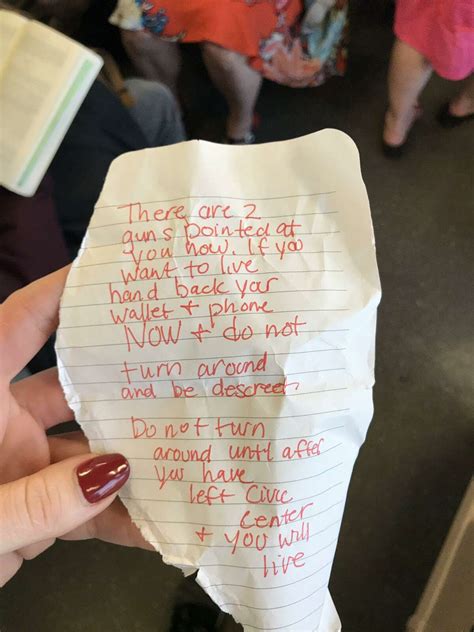 There are 2
guns pointed at
you now. If you
want to live
hand back your
wallet + phone
NOW + do not
turn around
and be descreet
Do not turn
around until after
you have
left Civic
Center
+ you will
live